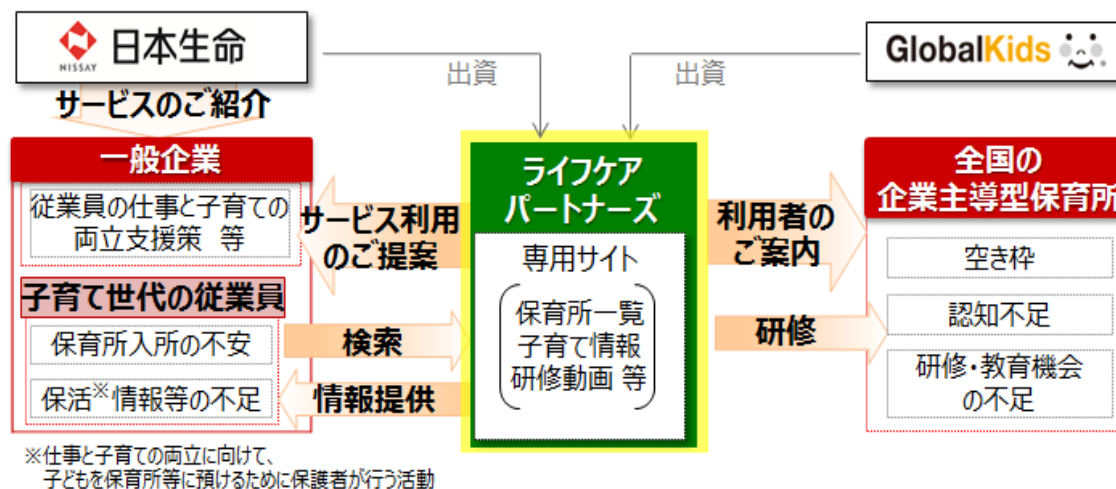 NISSAY
日本生命
出資
出資
GlobalKids
サービスのご紹介
一般企業
従業員の仕事と子育ての
両立支援策 等
子育て世代の従業員
保育所入所の不安
保活※情報等の不足
サービス利用
のご提案
検索
情報提供
ライフケア
パートナーズ
専用サイト
保育所一覧
子育て情報
研修動画 等
利用者の
ご案内
研修
全国の
企業主導型保育所
空き枠
認知不足
研修・教育機会
の不足
※仕事と子育ての両立に向けて、
子どもを保育所等に預けるために保護者が行う活動